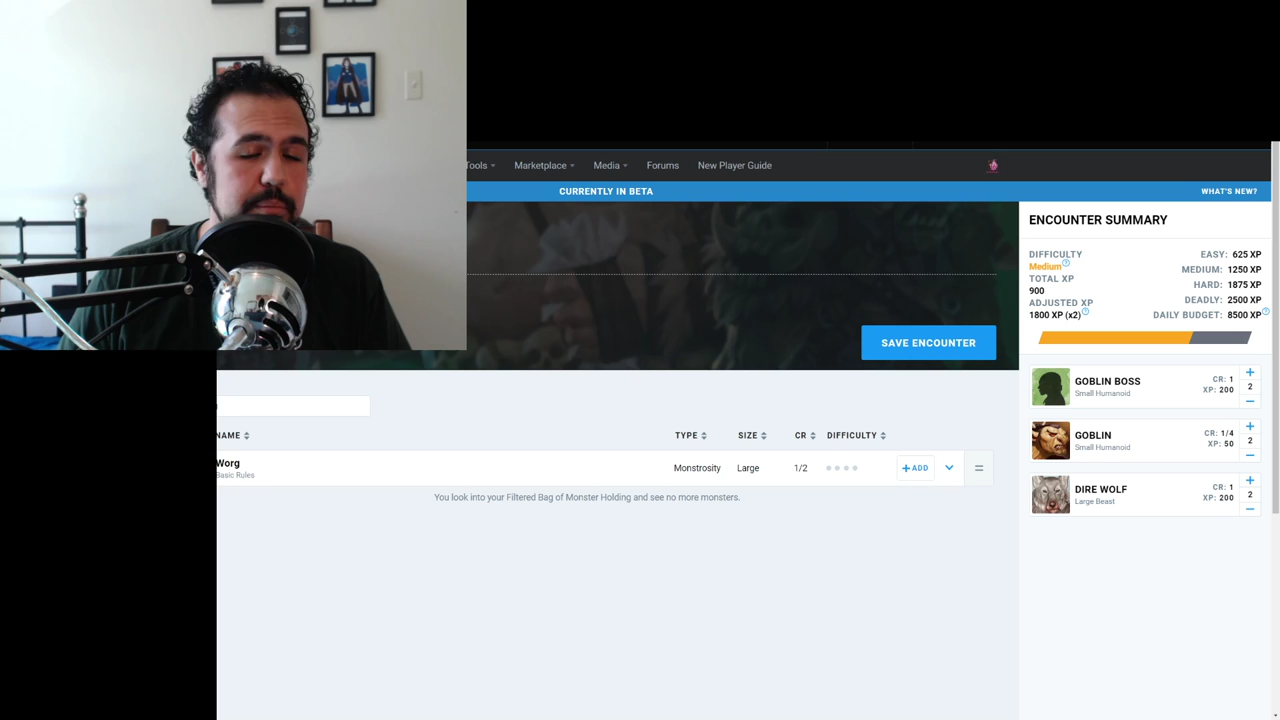 Tools
Marketplace
Media
Forums
New Player Guide
CURRENTLY IN BETA
WHAT'S NEW?
ENCOUNTER SUMMARY
DIFFICULTY
Medium
TOTAL XP
900
ADJUSTED XP
1800 XP (x2)
EASY: 625 XP
MEDIUM: 1250 XP
HARD: 1875 XP
DEADLY: 2500 XP
DAILY BUDGET: 8500 XP
SAVE ENCOUNTER
GOBLIN BOSS
Small Humanoid
CR: 1
XP: 200
2
GOBLIN
Small Humanoid
CR: 1/4
XP: 50
2
DIRE WOLF
Large Beast
CR: 1
XP: 200
2
NAME
TYPE
SIZE
CR
DIFFICULTY
Worg
Basic Rules
Monstrosity
Large
1/2
+ ADD
You look into your Filtered Bag of Monster Holding and see no more monsters.